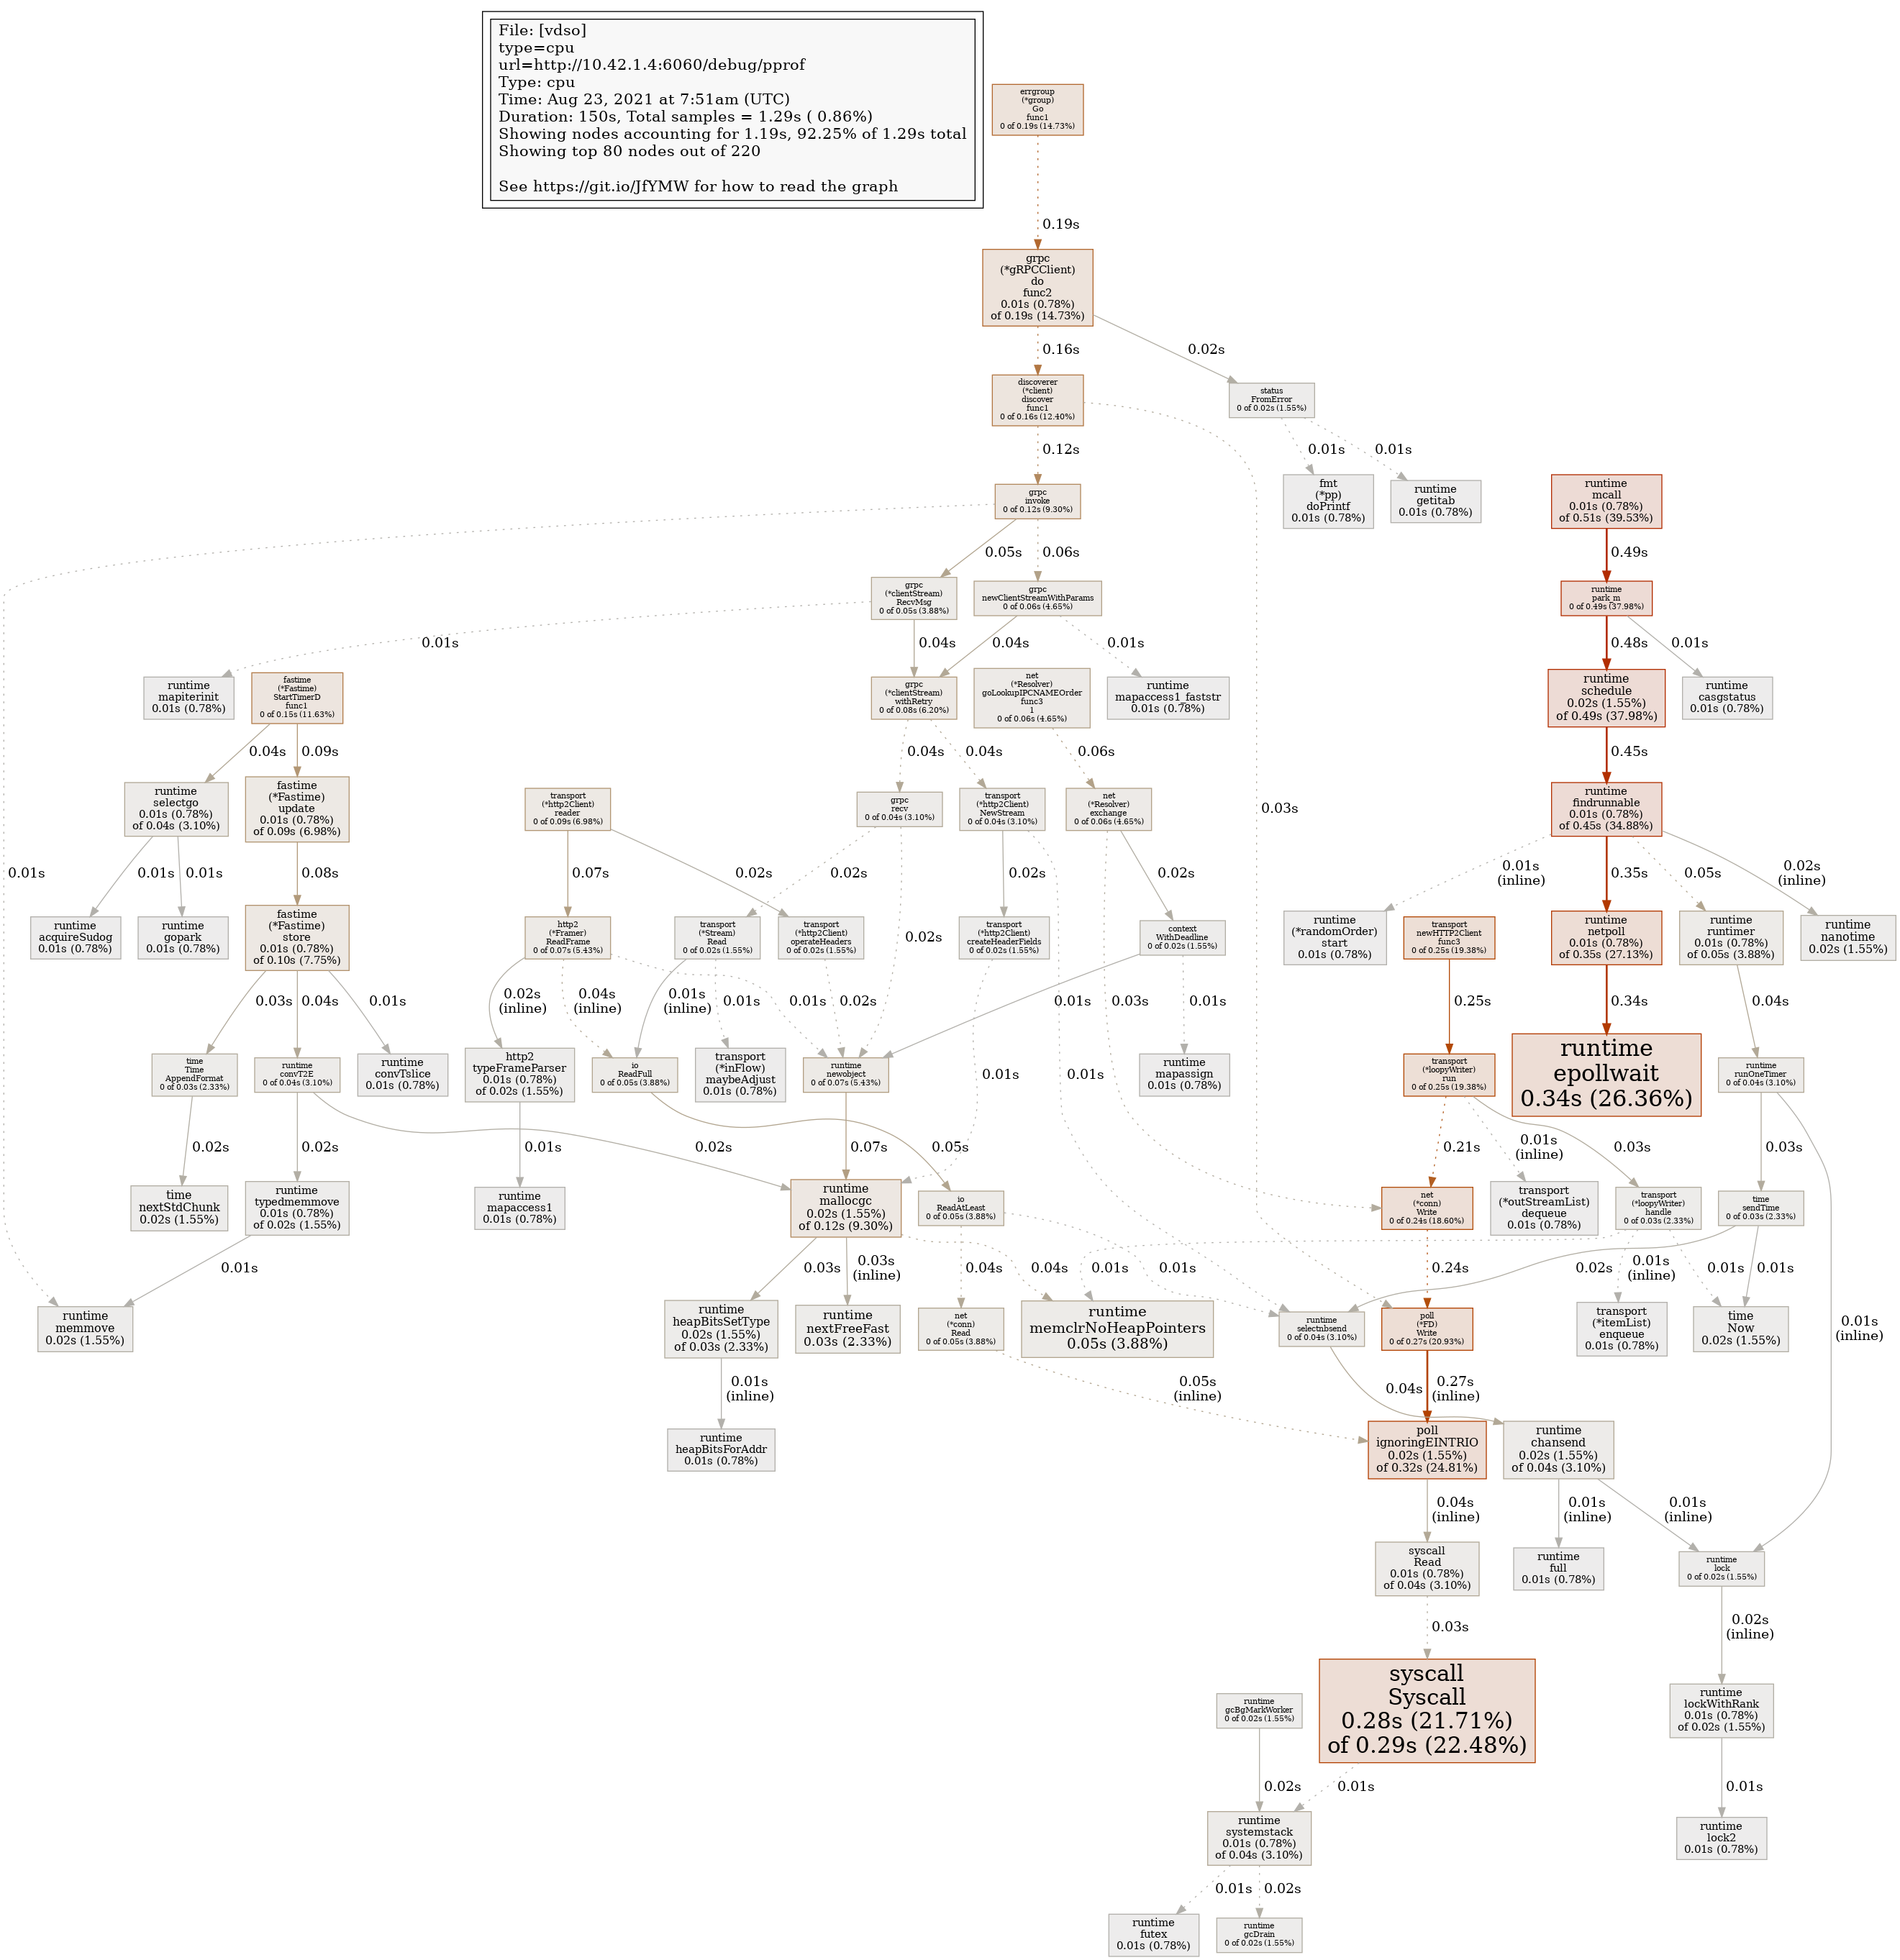 File: [vdso]
type=cpu
url=http://10.42.1.4:6060/debug/pprof
Type: cpu
Time: Aug 23, 2021 at 7:51am (UTC)
Duration: 150s, Total samples = 1.29s ( 0.86%)
Showing nodes accounting for 1.19s, 92.25% of 1.29s total
Showing top 80 nodes out of 220
See https://git.io/JfYMW for how to read the graph
errgroup
(*group)
Go
func1
0 of 0.19s (14.73%)
0.19s
grpc
(*gRPCClient)
do
func2
0.01s (0.78%)
of 0.19s (14.73%)
0.16s
0.02s
discoverer
(*client)
discover
func1
0 of 0.16s (12.40%)
status
FromError
0 of 0.02s (1.55%)
0.12s
0.01s
0.01s
grpc
invoke
0 of 0.12s (9.30%)
fmt
(*pp)
doPrintf
0.01s (0.78%)
runtime
getitab
0.01s (0.78%)
runtime
mcall
0.01s (0.78%)
of 0.51s (39.53%)
0.05s
0.06s
0.49s
grpc
(*clientStream)
RecvMsg
0 of 0.05s (3.88%)
grpc
newClientStreamWithParams
0 of 0.06s (4.65%)
runtime
park_m
0 of 0.49s (37.98%)
0.01s
0.04s
0.04s
0.01s
0.48s
0.01s
runtime
mapiterinit
0.01s (0.78%)
fastime
(*Fastime)
StartTimerD
func1
0 of 0.15s (11.63%)
grpc
(*clientStream)
withRetry
0 of 0.08s (6.20%)
net
(*Resolver)
goLookupIPCNAMEOrder
func3
1
0 of 0.06s (4.65%)
runtime
mapaccess1_faststr
0.01s (0.78%)
runtime
schedule
0.02s (1.55%)
of 0.49s (37.98%)
runtime
casgstatus
0.01s (0.78%)
0.04s
0.09s
0.04s
0.04s
0.06s
0.45s
runtime
selectgo
0.01s (0.78%)
of 0.04s (3.10%)
fastime
(*Fastime)
update
0.01s (0.78%)
of 0.09s (6.98%)
transport
(*http2Client)
reader
0 of 0.09s (6.98%)
grpc
recv
0 of 0.04s (3.10%)
transport
(*http2Client)
NewStream
0 of 0.04s (3.10%)
net
(*Resolver)
exchange
0 of 0.06s (4.65%)
0.03s
runtime
findrunnable
0.01s (0.78%)
of 0.45s (34.88%)
0.01s
0.01s
0.01s
0.08s
0.07s
0.02s
0.02s
0.02s
0.02s
0.01s
(inline)
0.35s
0.05s
0.02s
(inline)
runtime
acquireSudog
0.01s (0.78%)
runtime
gopark
0.01s (0.78%)
fastime
(*Fastime)
store
0.01s (0.78%)
of 0.10s (7.75%)
http2
(*Framer)
ReadFrame
0 of 0.07s (5.43%)
transport
(*Stream)
Read
0 of 0.02s (1.55%)
transport
(*http2Client)
operateHeaders
0 of 0.02s (1.55%)
0.02s
transport
(*http2Client)
createHeaderFields
0 of 0.02s (1.55%)
context
WithDeadline
0 of 0.02s (1.55%)
runtime
(*randomOrder)
start
0.01s (0.78%)
transport
newHTTP2Client
func3
0 of 0.25s (19.38%)
runtime
netpoll
0.01s (0.78%)
of 0.35s (27.13%)
runtime
runtimer
0.01s (0.78%)
of 0.05s (3.88%)
runtime
nanotime
0.02s (1.55%)
0.03s
0.04s
0.01s
0.02s
(inline)
0.04s
(inline)
0.01s
(inline)
0.01s
0.01s
0.02s
0.01s
0.03s
0.01s
0.25s
0.34s
0.04s
time
Time
AppendFormat
0 of 0.03s (2.33%)
runtime
convT2E
0 of 0.04s (3.10%)
runtime
convTslice
0.01s (0.78%)
http2
typeFrameParser
0.01s (0.78%)
of 0.02s (1.55%)
io
ReadFull
0 of 0.05s (3.88%)
transport
(*inFlow)
maybeAdjust
0.01s (0.78%)
runtime
newobject
0 of 0.07s (5.43%)
0.01s
0.01s
runtime
mapassign
0.01s (0.78%)
transport
(*loopyWriter)
run
0 of 0.25s (19.38%)
runtime
epollwait
0.34s (26.36%)
runtime
runOneTimer
0 of 0.04s (3.10%)
0.02s
0.02s
0.02s
0.01s
0.07s
0.05s
0.21s
0.01s
(inline)
0.03s
0.03s
time
nextStdChunk
0.02s (1.55%)
runtime
typedmemmove
0.01s (0.78%)
of 0.02s (1.55%)
runtime
mapaccess1
0.01s (0.78%)
runtime
mallocgc
0.02s (1.55%)
of 0.12s (9.30%)
io
ReadAtLeast
0 of 0.05s (3.88%)
net
(*conn)
Write
0 of 0.24s (18.60%)
transport
(*outStreamList)
dequeue
0.01s (0.78%)
transport
(*loopyWriter)
handle
0 of 0.03s (2.33%)
time
sendTime
0 of 0.03s (2.33%)
0.01s
0.03s
0.03s
(inline)
0.04s
0.04s
0.01s
0.01s
0.24s
0.02s
0.01s
(inline)
0.01s
0.01s
0.01s
(inline)
runtime
memmove
0.02s (1.55%)
runtime
heapBitsSetType
0.02s (1.55%)
of 0.03s (2.33%)
runtime
nextFreeFast
0.03s (2.33%)
net
(*conn)
Read
0 of 0.05s (3.88%)
runtime
memclrNoHeapPointers
0.05s (3.88%)
runtime
selectnbsend
0 of 0.04s (3.10%)
poll
(*FD)
Write
0 of 0.27s (20.93%)
transport
(*itemList)
enqueue
0.01s (0.78%)
time
Now
0.02s (1.55%)
0.01s
(inline)
0.05s
(inline)
0.04s
0.27s
(inline)
runtime
heapBitsForAddr
0.01s (0.78%)
poll
ignoringEINTRIO
0.02s (1.55%)
of 0.32s (24.81%)
runtime
chansend
0.02s (1.55%)
of 0.04s (3.10%)
0.04s
(inline)
0.01s
(inline)
0.01s
(inline)
syscall
Read
0.01s (0.78%)
of 0.04s (3.10%)
runtime
full
0.01s (0.78%)
runtime
lock
0 of 0.02s (1.55%)
0.03s
0.02s
(inline)
runtime
gcBgMarkWorker
0 of 0.02s (1.55%)
syscall
Syscall
0.28s (21.71%)
of 0.29s (22.48%)
runtime
lockWithRank
0.01s (0.78%)
of 0.02s (1.55%)
0.02s
0.01s
0.01s
runtime
systemstack
0.01s (0.78%)
of 0.04s (3.10%)
runtime
lock2
0.01s (0.78%)
0.01s
0.02s
runtime
futex
0.01s (0.78%)
runtime
gcDrain
0 of 0.02s (1.55%)